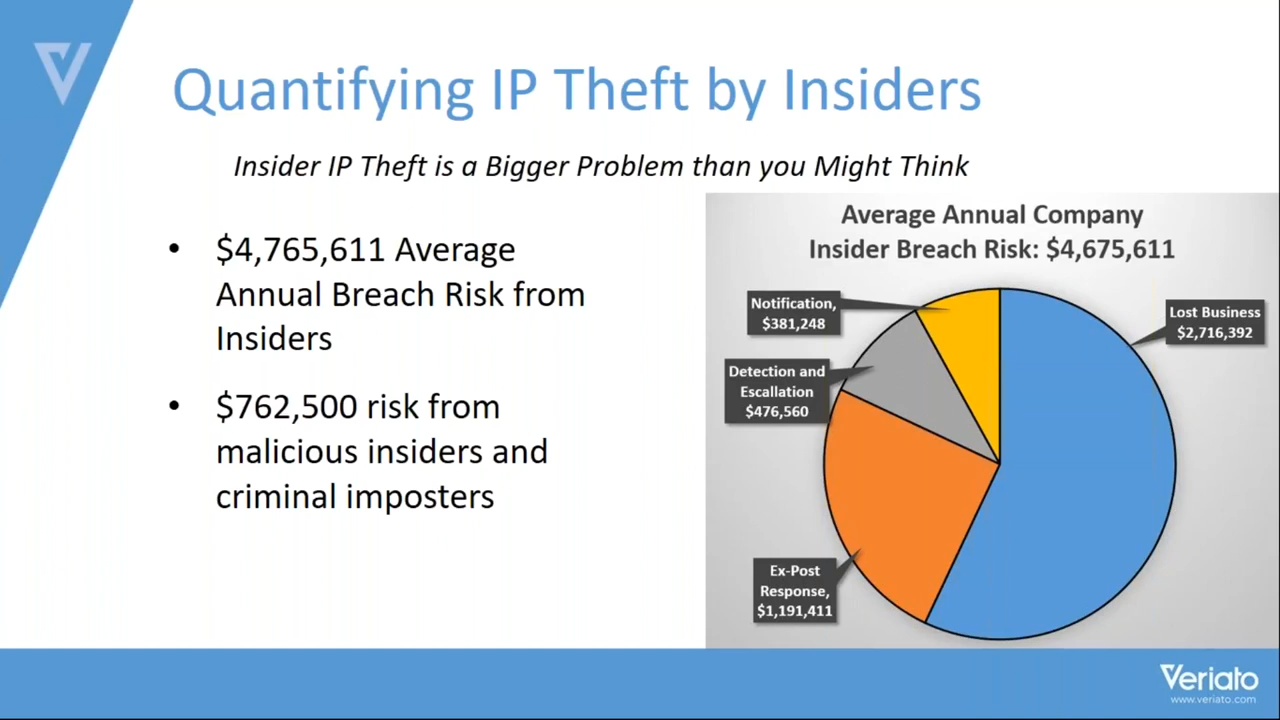 Quantifying IP Theft by Insiders
Insider IP Theft is a Bigger Problem than you Might Think
• $4,765,611 Average
Annual Breach Risk from
Insiders
• $762,500 risk from
malicious insiders and
criminal imposters
Average Annual Company
Insider Breach Risk: $4,675,611
Notification,
$381,248
Lost Business
$2,716,392
Detection and
Escallation
$476,560
Ex-Post
Response,
$1,191,411
Veriato
www.veriato.com